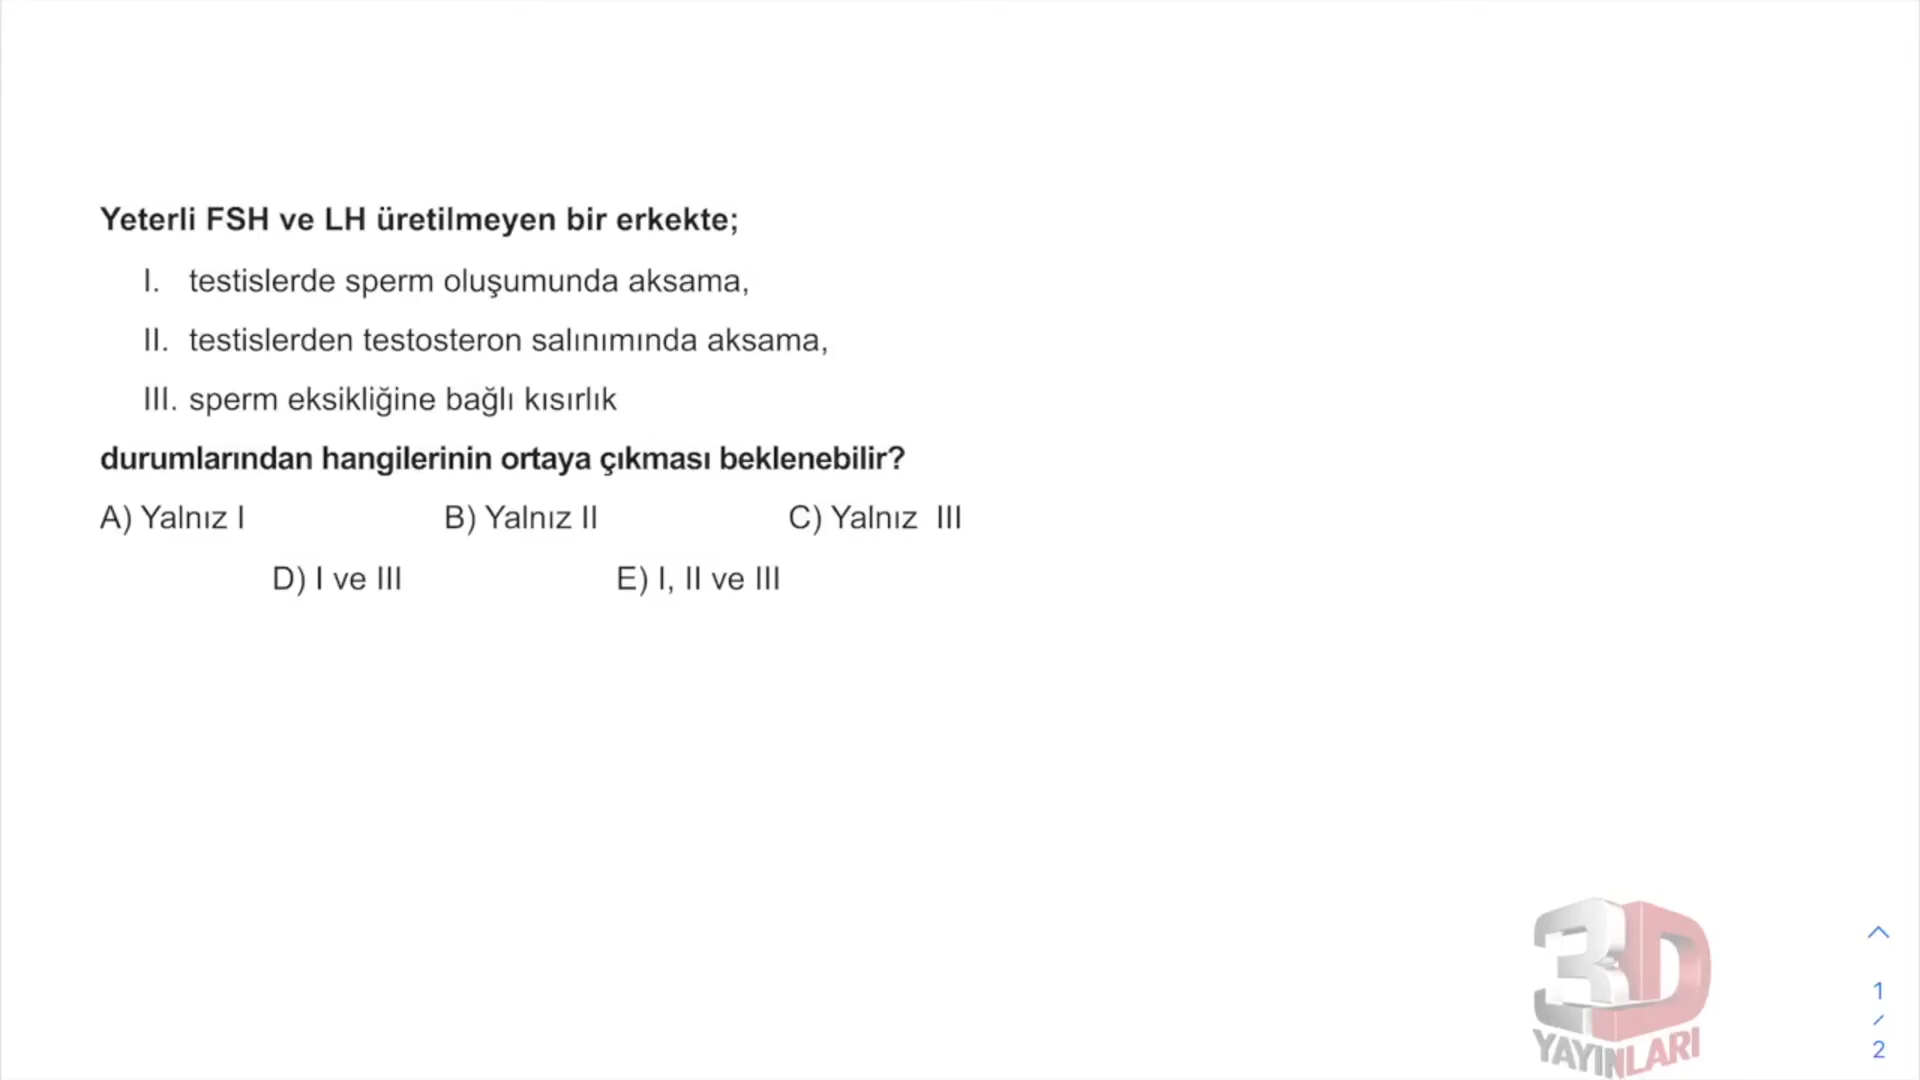 Yeterli FSH ve LH üretilmeyen bir erkekte;
I. testislerde sperm oluşumunda aksama,
II. testislerden testosteron salınımında aksama,
III. sperm eksikliğine bağlı kısırlık
durumlarından hangilerinin ortaya çıkması beklenebilir?
A) Yalnız I B) Yalnız II C) Yalnız III
D) I ve III E) I, II ve III
3D
YAYINLARI
1
/
2